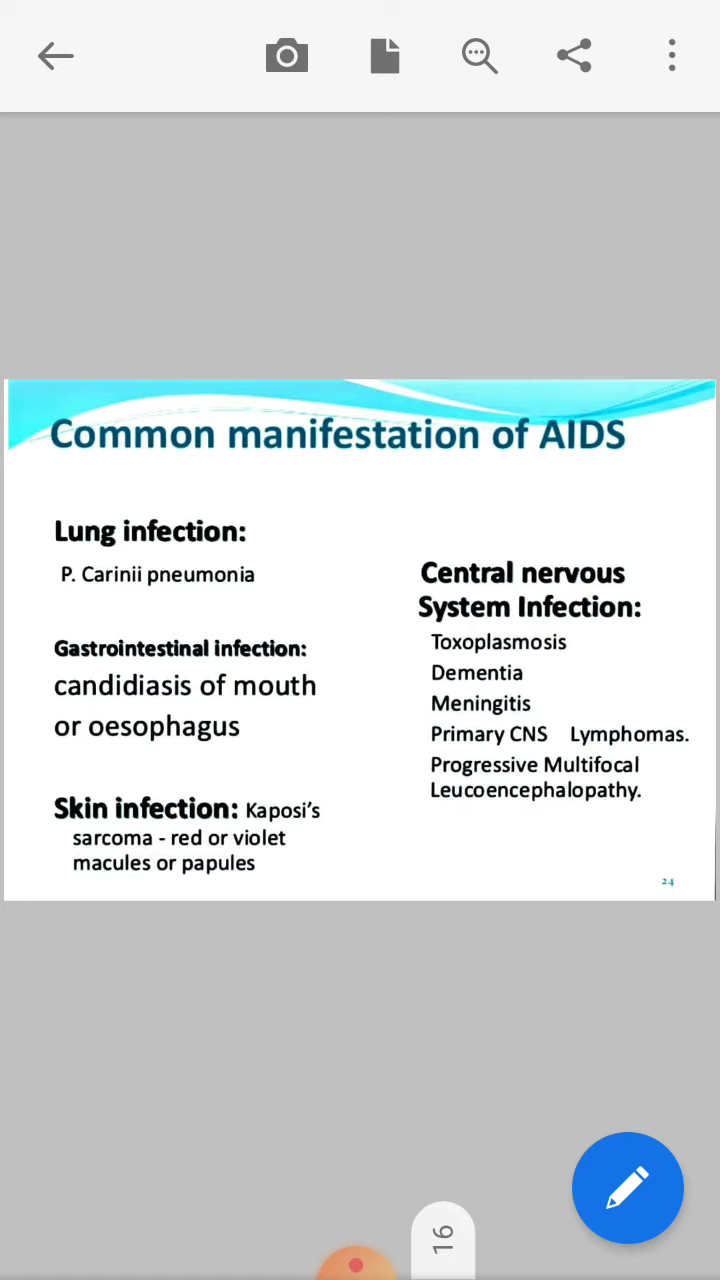 Common manifestation of AIDS
Lung infection:
P. Carinii pneumonia
Gastrointestinal infection:
candidiasis of mouth
or oesophagus
Skin infection: Kaposi's
sarcoma - red or violet
macules or papules
Central nervous
System Infection:
Toxoplasmosis
Dementia
Meningitis
Primary CNS Lymphomas.
Progressive Multifocal
Leucoencephalopathy.
24
16